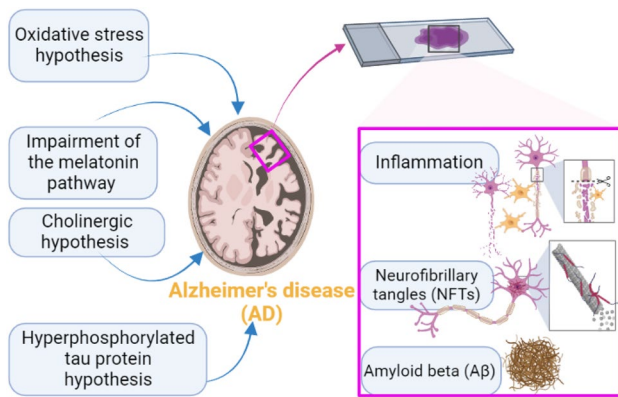 Oxidative stress
hypothesis
Impairment of
the melatonin
pathway
Cholinergic
hypothesis
Hyperphosphorylated
tau protein
hypothesis
Alzheimer's disease
(AD)
Inflammation
Neurofibrillary
tangles (NFTs)
Amyloid beta (Aβ)